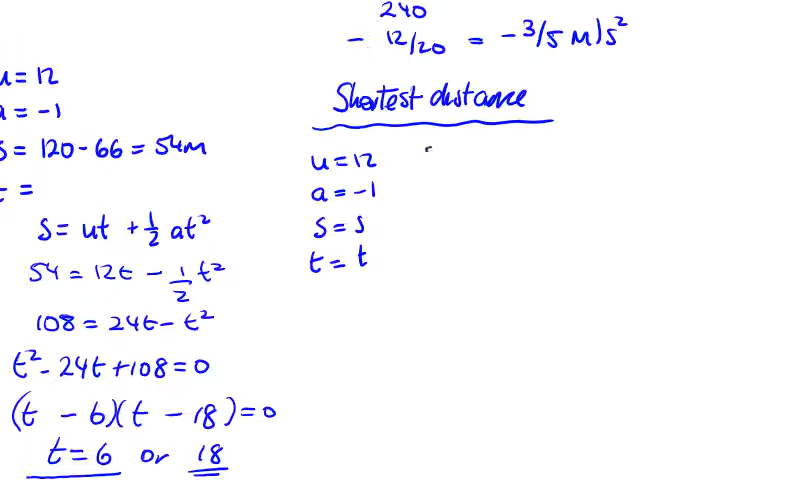 240
- 12/20 = - 3/5 m/s²
u = 12
a = -1
s = 120 - 66 = 54m
t =
s = ut + 1/2 at²
54 = 12t - 1/2 t²
108 = 24t - t²
t² - 24t + 108 = 0
(t - 6)(t - 18) = 0
t = 6 or 18
Shortest distance
u = 12
a = -1
s = s
t = t